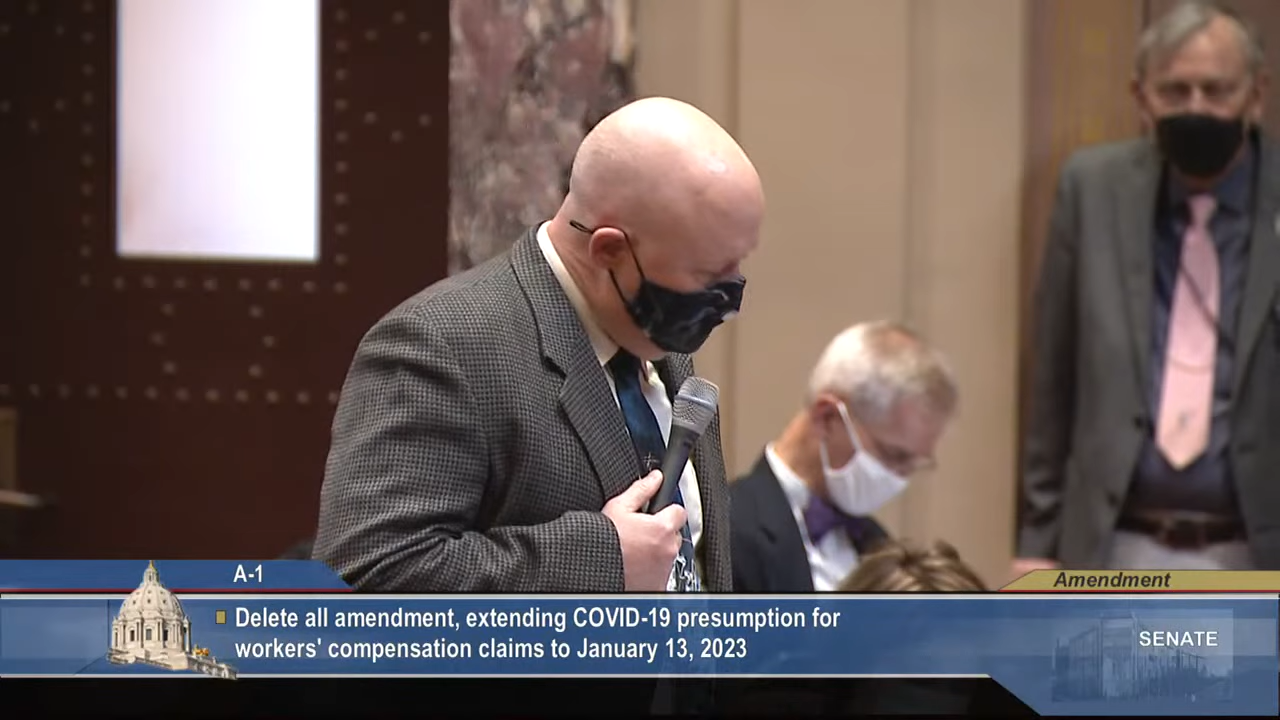 A-1
Amendment
Delete all amendment, extending COVID-19 presumption for
workers' compensation claims to January 13, 2023
SENATE